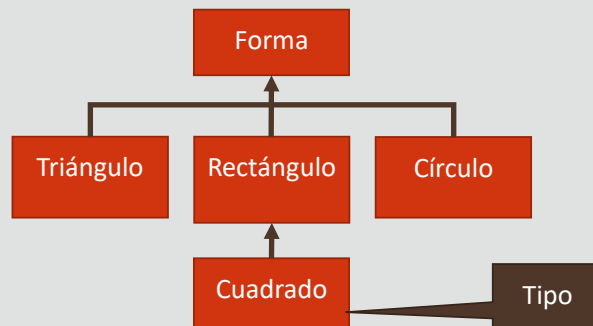 Forma
Triángulo
Rectángulo
Círculo
Cuadrado
Tipo